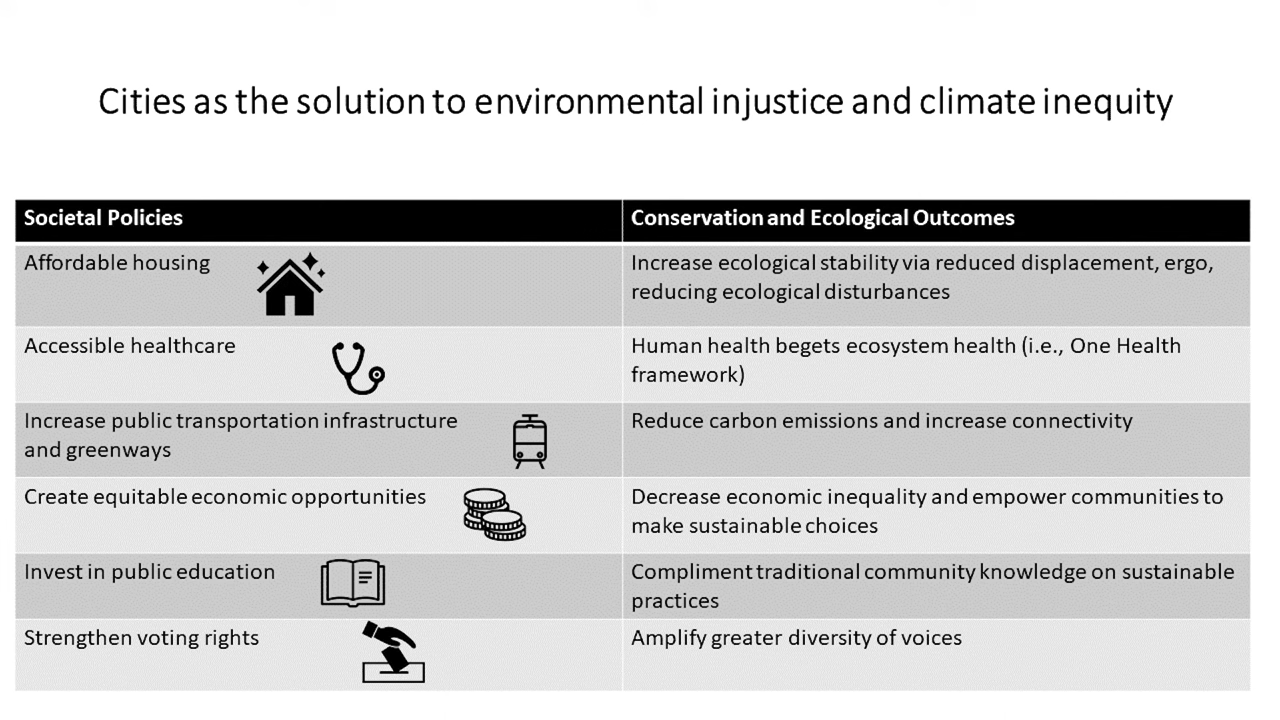 Cities as the solution to environmental injustice and climate inequity
Societal Policies
Conservation and Ecological Outcomes
Affordable housing
Increase ecological stability via reduced displacement, ergo,
reducing ecological disturbances
Accessible healthcare
Human health begets ecosystem health (i.e., One Health
framework)
Increase public transportation infrastructure
and greenways
Reduce carbon emissions and increase connectivity
Create equitable economic opportunities
Decrease economic inequality and empower communities to
make sustainable choices
Invest in public education
Compliment traditional community knowledge on sustainable
practices
Strengthen voting rights
Amplify greater diversity of voices